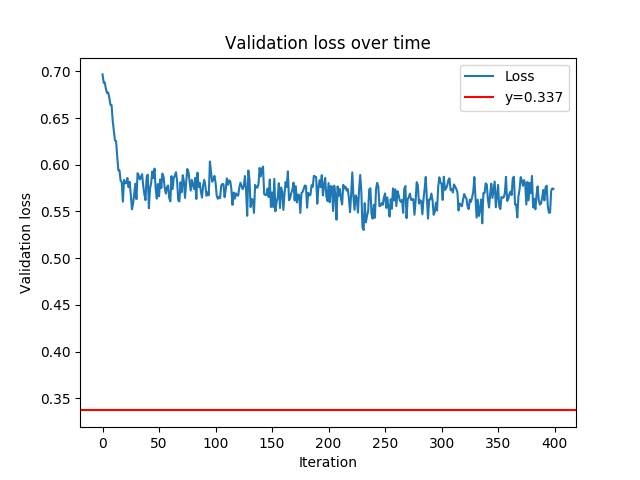 Validation loss over time
Loss
y=0.337
0.70
0.65
0.60
0.55
0.50
0.45
0.40
0.35
Validation loss
0 50 100 150 200 250 300 350 400
Iteration